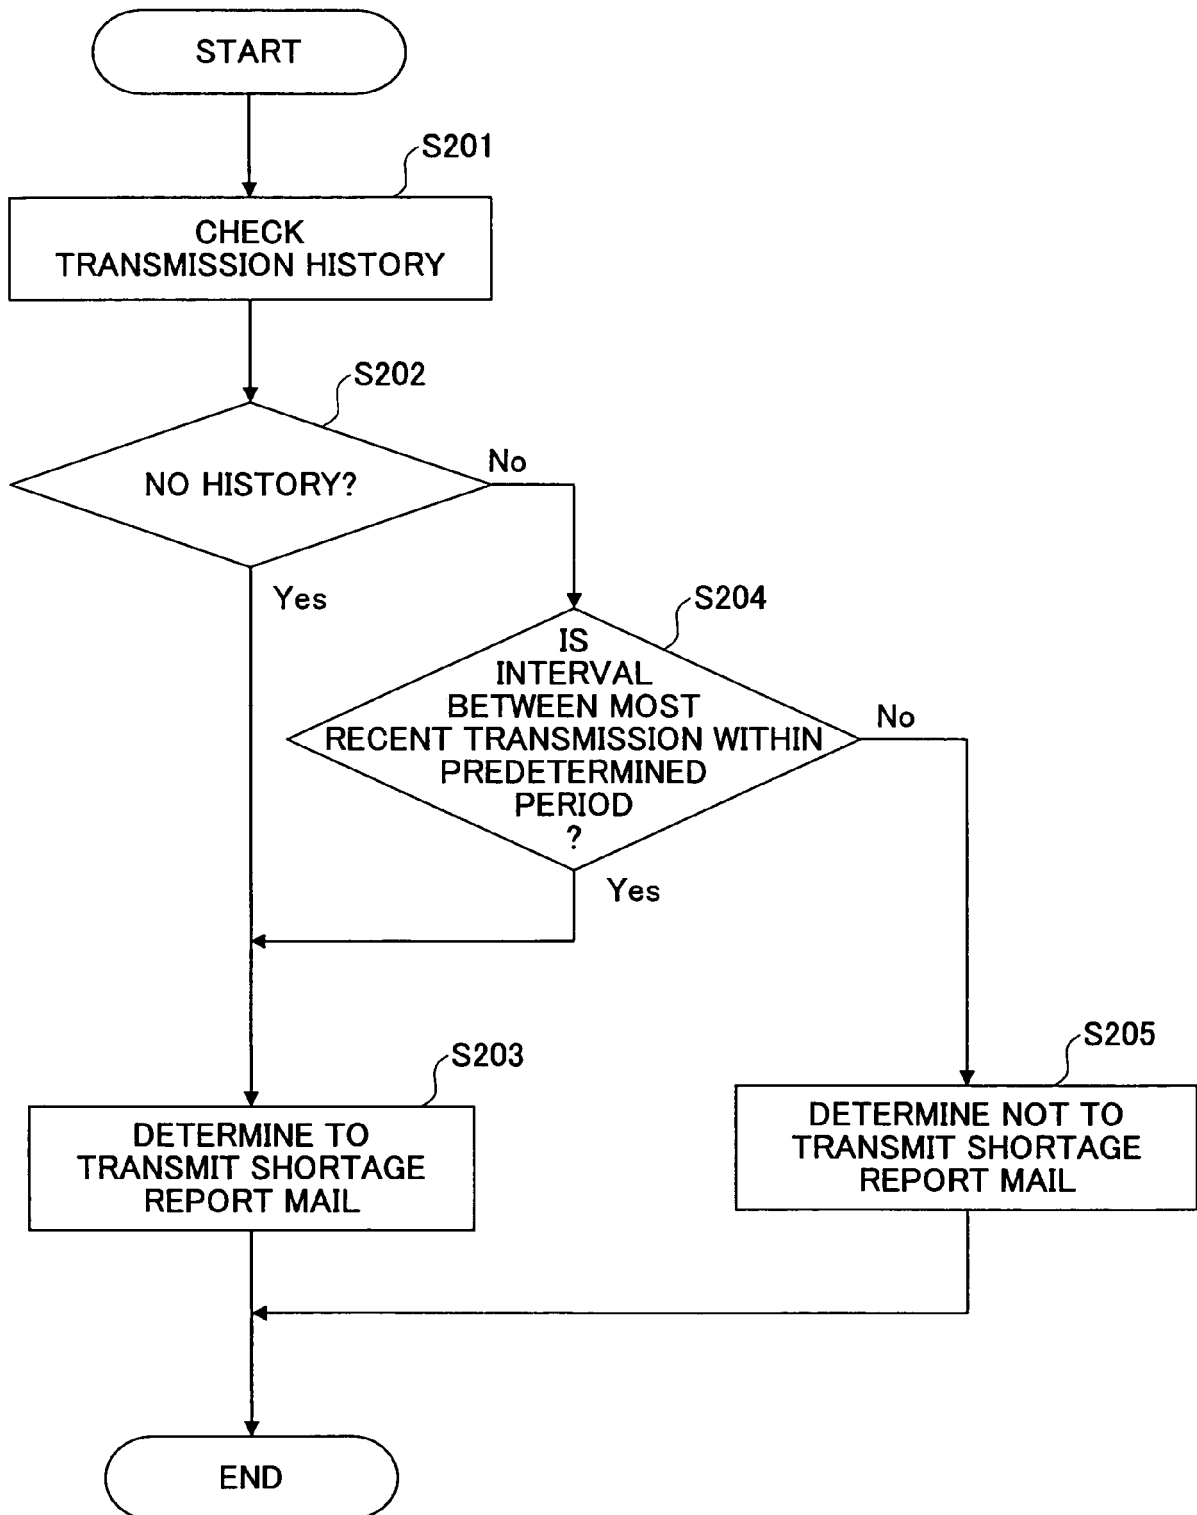 START
S201
CHECK
TRANSMISSION HISTORY
S202
NO HISTORY?
No
Yes
S204
IS
INTERVAL
BETWEEN MOST
RECENT TRANSMISSION WITHIN
PREDETERMINED
PERIOD
?
No
Yes
S203
DETERMINE TO
TRANSMIT SHORTAGE
REPORT MAIL
S205
DETERMINE NOT TO
TRANSMIT SHORTAGE
REPORT MAIL
END